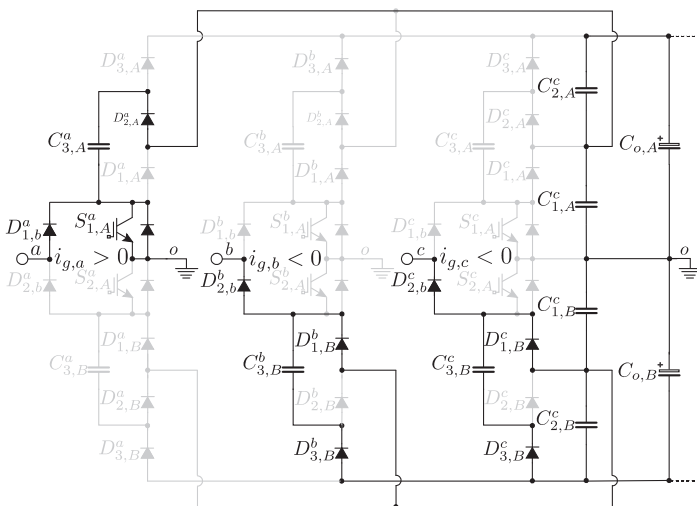 D^a_{3,A} D^b_{3,A} D^c_{3,A}
C^c_{2,A}
D^a_{2,A} D^b_{2,A} D^c_{2,A}
C^a_{3,A} C^b_{3,A} C^c_{3,A} C_{o,A} +
D^a_{1,A} D^b_{1,A} D^c_{1,A}
C^c_{1,A}
D^a_{1,b} S^a_{1,A} D^b_{1,b} S^b_{1,A} D^c_{1,b} S^c_{1,A}
a i_{g,a} > 0 o b i_{g,b} < 0 o c i_{g,c} < 0 o
D^a_{2,b} S^a_{2,A} D^b_{2,b} S^b_{2,A} D^c_{2,b} S^c_{2,A}
C^c_{1,B}
D^a_{1,B} D^b_{1,B} D^c_{1,B}
C^a_{3,B} C^b_{3,B} C^c_{3,B} C_{o,B} +
D^a_{2,B} D^b_{2,B} D^c_{2,B}
C^c_{2,B}
D^a_{3,B} D^b_{3,B} D^c_{3,B}